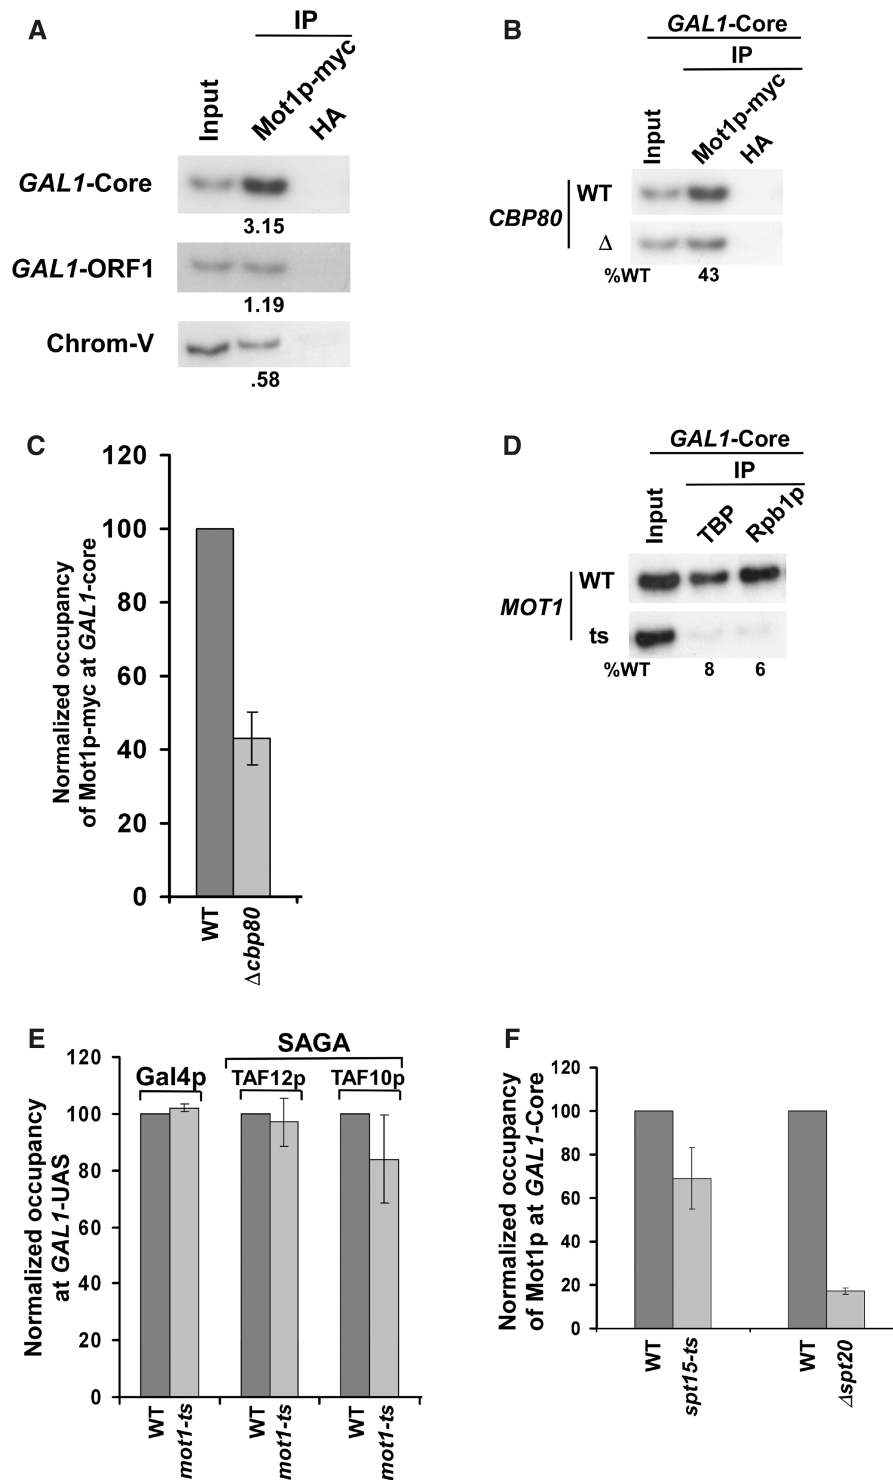 A
IP
Input
Mot1p-myc
HA
GAL1-Core
3.15
GAL1-ORF1
1.19
Chrom-V
.58
B
GAL1-Core
IP
Input
Mot1p-myc
HA
CBP80
WT
Δ
%WT 43
C
Normalized occupancy
of Mot1p-myc at GAL1-core
120
100
80
60
40
20
0
WT
Δcbp80
D
GAL1-Core
IP
Input
TBP
Rpb1p
MOT1
WT
ts
%WT 8 6
E
Normalized occupancy
at GAL1-UAS
SAGA
Gal4p TAF12p TAF10p
120
100
80
60
40
20
0
WT
mot1-ts
WT
mot1-ts
WT
mot1-ts
F
Normalized occupancy
of Mot1p at GAL1-Core
120
100
80
60
40
20
0
WT
spt15-ts
WT
Δspt20